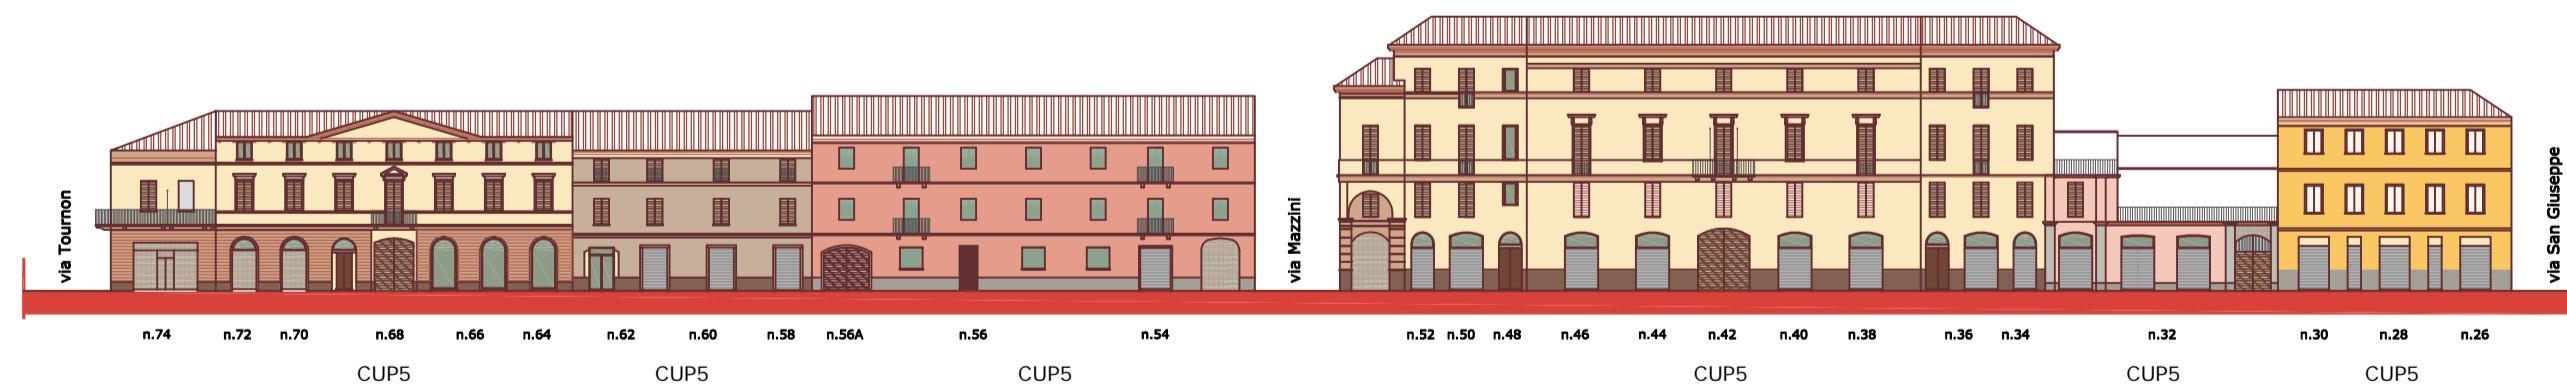 via Tournon
via Mazzini
via San Giuseppe
n.74 n.72 n.70 n.68 n.66 n.64 n.62 n.60 n.58 n.56A n.56 n.54 n.52 n.50 n.48 n.46 n.44 n.42 n.40 n.38 n.36 n.34 n.32 n.30 n.28 n.26
CUP5 CUP5 CUP5 CUP5 CUP5 CUP5